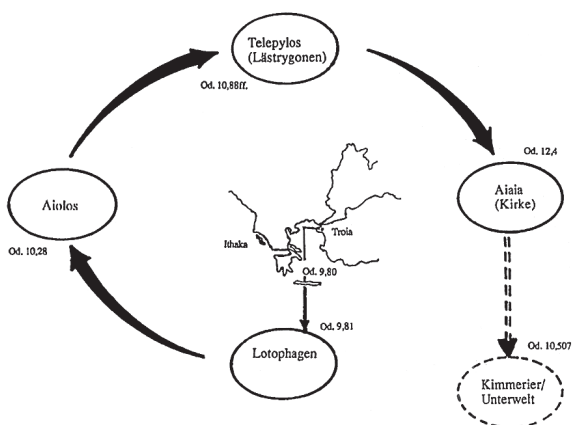 Telepylos
(Lästrygonen)
Od. 10,88ff.
Od. 12,4
Aiaia
(Kirke)
Aiolos
Od. 10,28
Ithaka
Troia
Od. 9,80
Od. 9,81
Lotophagen
Od. 10,507
Kimmerier/
Unterwelt